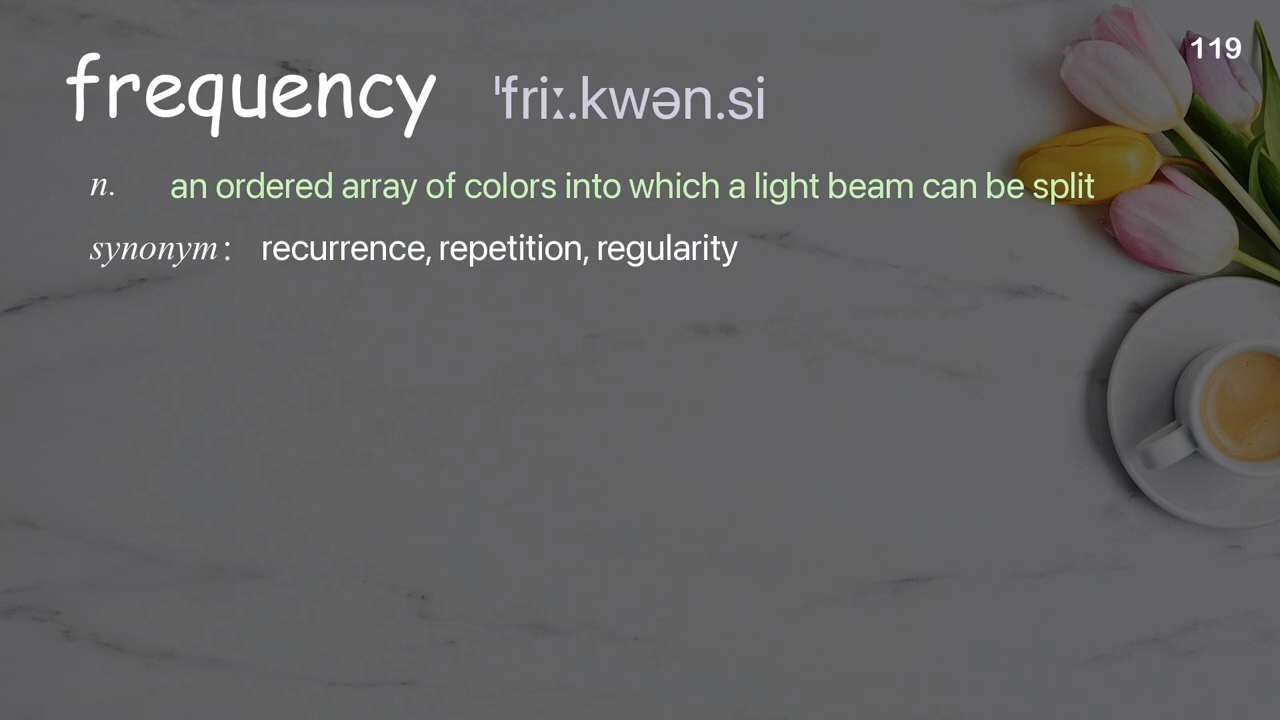 119
frequency ˈfriː.kwən.si
n. an ordered array of colors into which a light beam can be split
synonym: recurrence, repetition, regularity